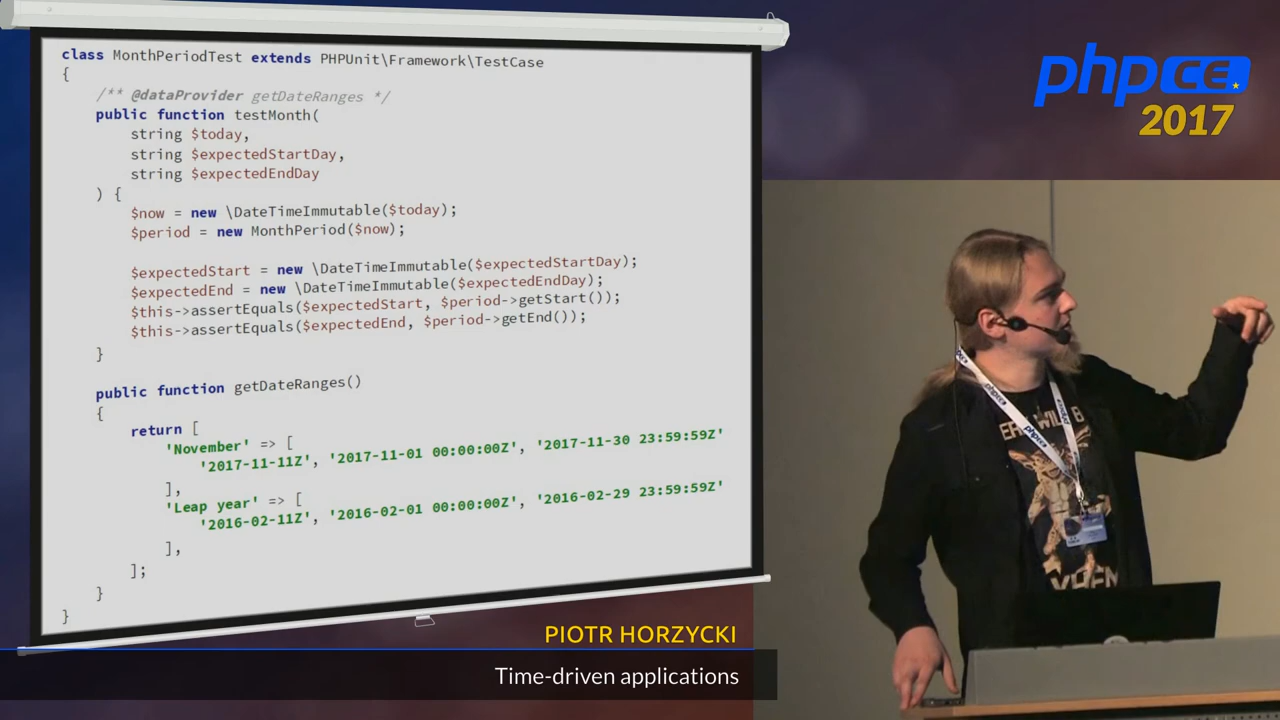 class MonthPeriodTest extends PHPUnit\Framework\TestCase
{
    /** @dataProvider getDateRanges */
    public function testMonth(
        string $today,
        string $expectedStartDay,
        string $expectedEndDay
    ) {
        $now = new \DateTimeImmutable($today);
        $period = new MonthPeriod($now);

        $expectedStart = new \DateTimeImmutable($expectedStartDay);
        $expectedEnd = new \DateTimeImmutable($expectedEndDay);
        $this->assertEquals($expectedStart, $period->getStart());
        $this->assertEquals($expectedEnd, $period->getEnd());
    }

    public function getDateRanges()
    {
        return [
            'November' => [
                '2017-11-11Z', '2017-11-01 00:00:00Z', '2017-11-30 23:59:59Z'
            ],
            'Leap year' => [
                '2016-02-11Z', '2016-02-01 00:00:00Z', '2016-02-29 23:59:59Z'
            ],
        ];
    }
}
phpCE
2017
phpce
phpce
PIOTR HORZYCKI
Time-driven applications